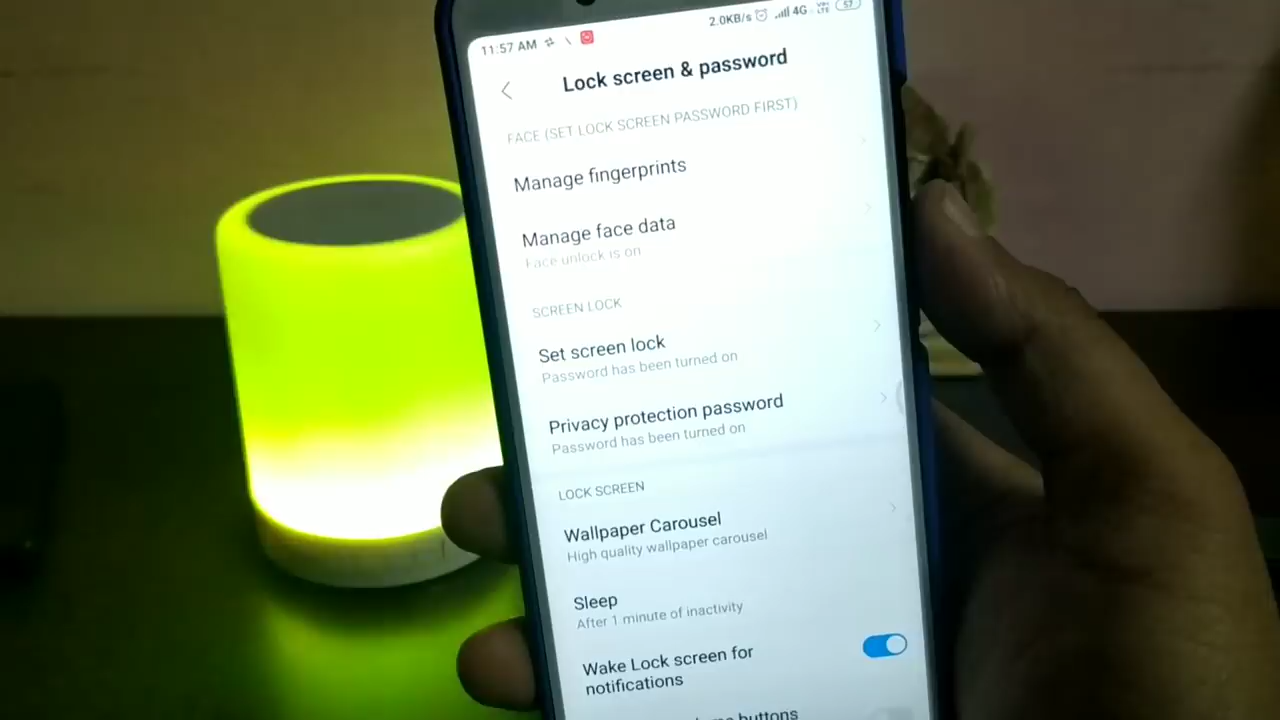 11:57 AM 2.0KB/s 4G VoLTE 57
Lock screen & password
FACE (SET LOCK SCREEN PASSWORD FIRST)
Manage fingerprints
Manage face data
Face unlock is on
SCREEN LOCK
Set screen lock
Password has been turned on
Privacy protection password
Password has been turned on
LOCK SCREEN
Wallpaper Carousel
High quality wallpaper carousel
Sleep
After 1 minute of inactivity
Wake Lock screen for
notifications
buttons